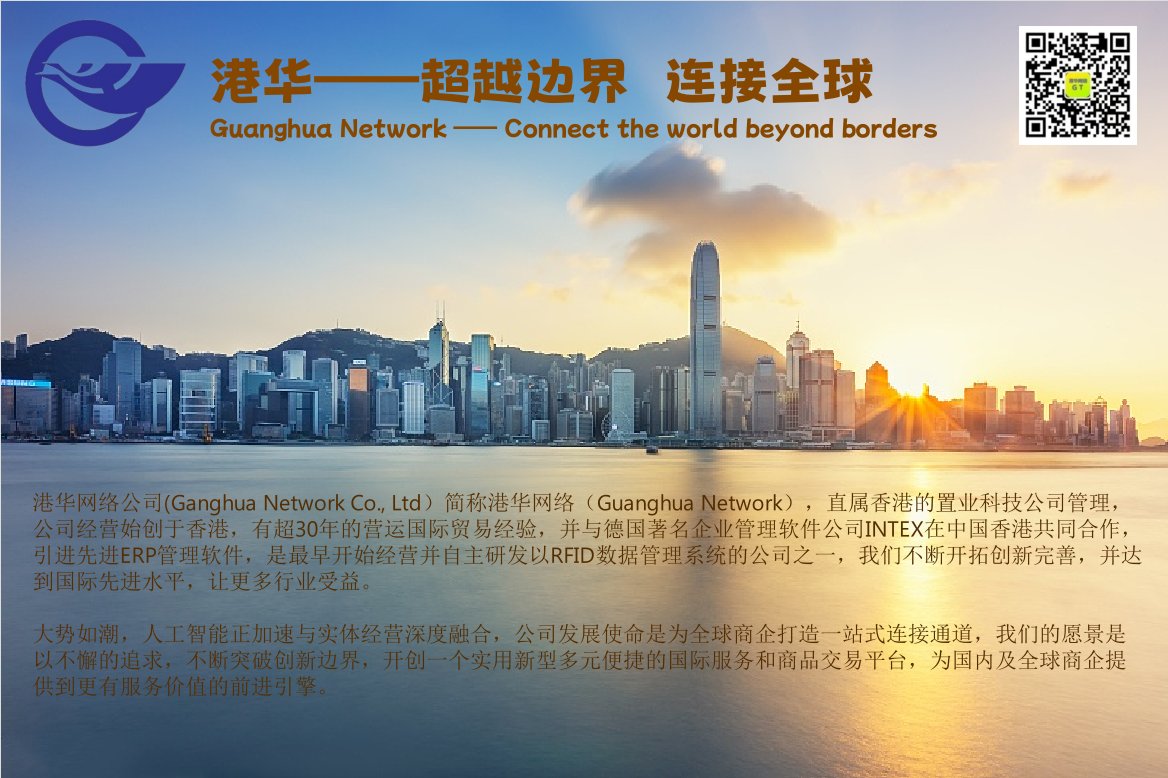 港华——超越边界 连接全球
Guanghua Network —— Connect the world beyond borders
港华网络
G T
港华网络公司(Ganghua Network Co., Ltd）简称港华网络（Guanghua Network），直属香港的置业科技公司管理，
公司经营始创于香港，有超30年的营运国际贸易经验，并与德国著名企业管理软件公司INTEX在中国香港共同合作，
引进先进ERP管理软件，是最早开始经营并自主研发以RFID数据管理系统的公司之一，我们不断开拓创新完善，并达
到国际先进水平，让更多行业受益。
大势如潮，人工智能正加速与实体经营深度融合，公司发展使命是为全球商企打造一站式连接通道，我们的愿景是
以不懈的追求，不断突破创新边界，开创一个实用新型多元便捷的国际服务和商品交易平台，为国内及全球商企提
供到更有服务价值的前进引擎。